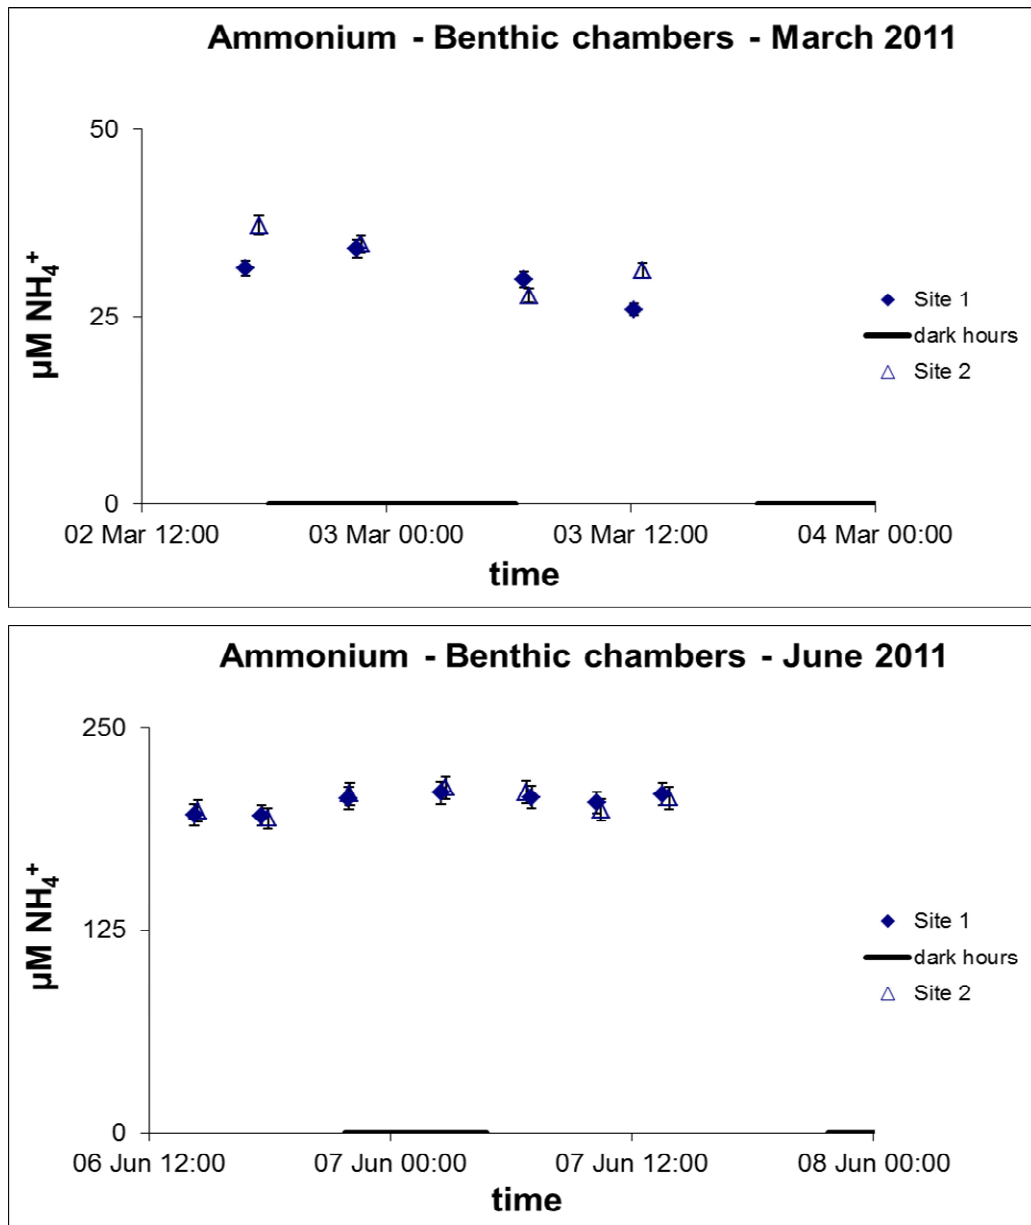 Ammonium - Benthic chambers - March 2011
50
25
0
µM NH₄⁺
02 Mar 12:00 03 Mar 00:00 03 Mar 12:00 04 Mar 00:00
time
Site 1
dark hours
Site 2
Ammonium - Benthic chambers - June 2011
250
125
0
µM NH₄⁺
06 Jun 12:00 07 Jun 00:00 07 Jun 12:00 08 Jun 00:00
time
Site 1
dark hours
Site 2